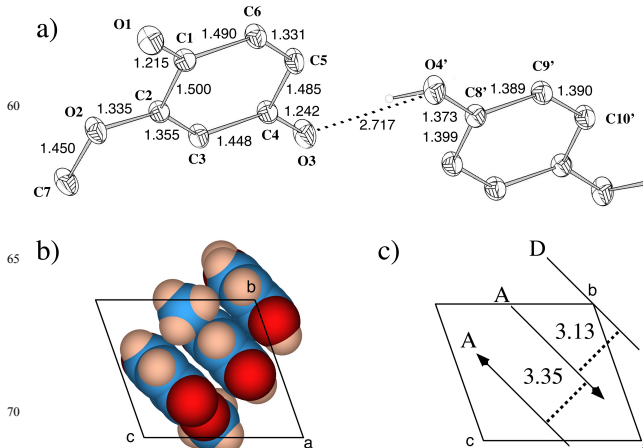 a)
O1
C6
1.490
1.331
C1
C5
1.215
1.500
1.485
O4'
C9'
1.389
1.390
C8'
60
1.335
O2
C2
C4
1.242
1.373
C10'
1.355
1.399
2.717
1.448
C3
O3
1.450
C7
65
b)
b
c
a
c)
D
b
A
3.13
A
3.35
70